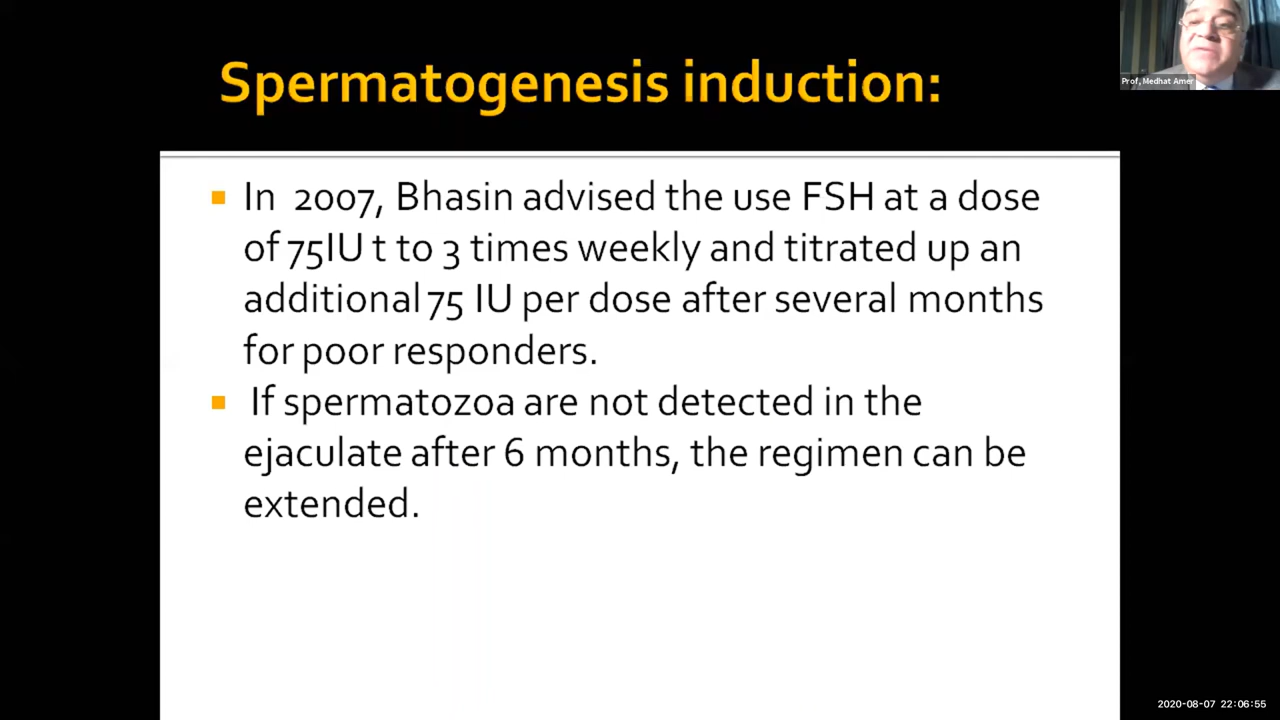 Spermatogenesis induction:
Prof, Medhat Amer
In 2007, Bhasin advised the use FSH at a dose
of 75IU t to 3 times weekly and titrated up an
additional 75 IU per dose after several months
for poor responders.
If spermatozoa are not detected in the
ejaculate after 6 months, the regimen can be
extended.
2020-08-07 22:06:55